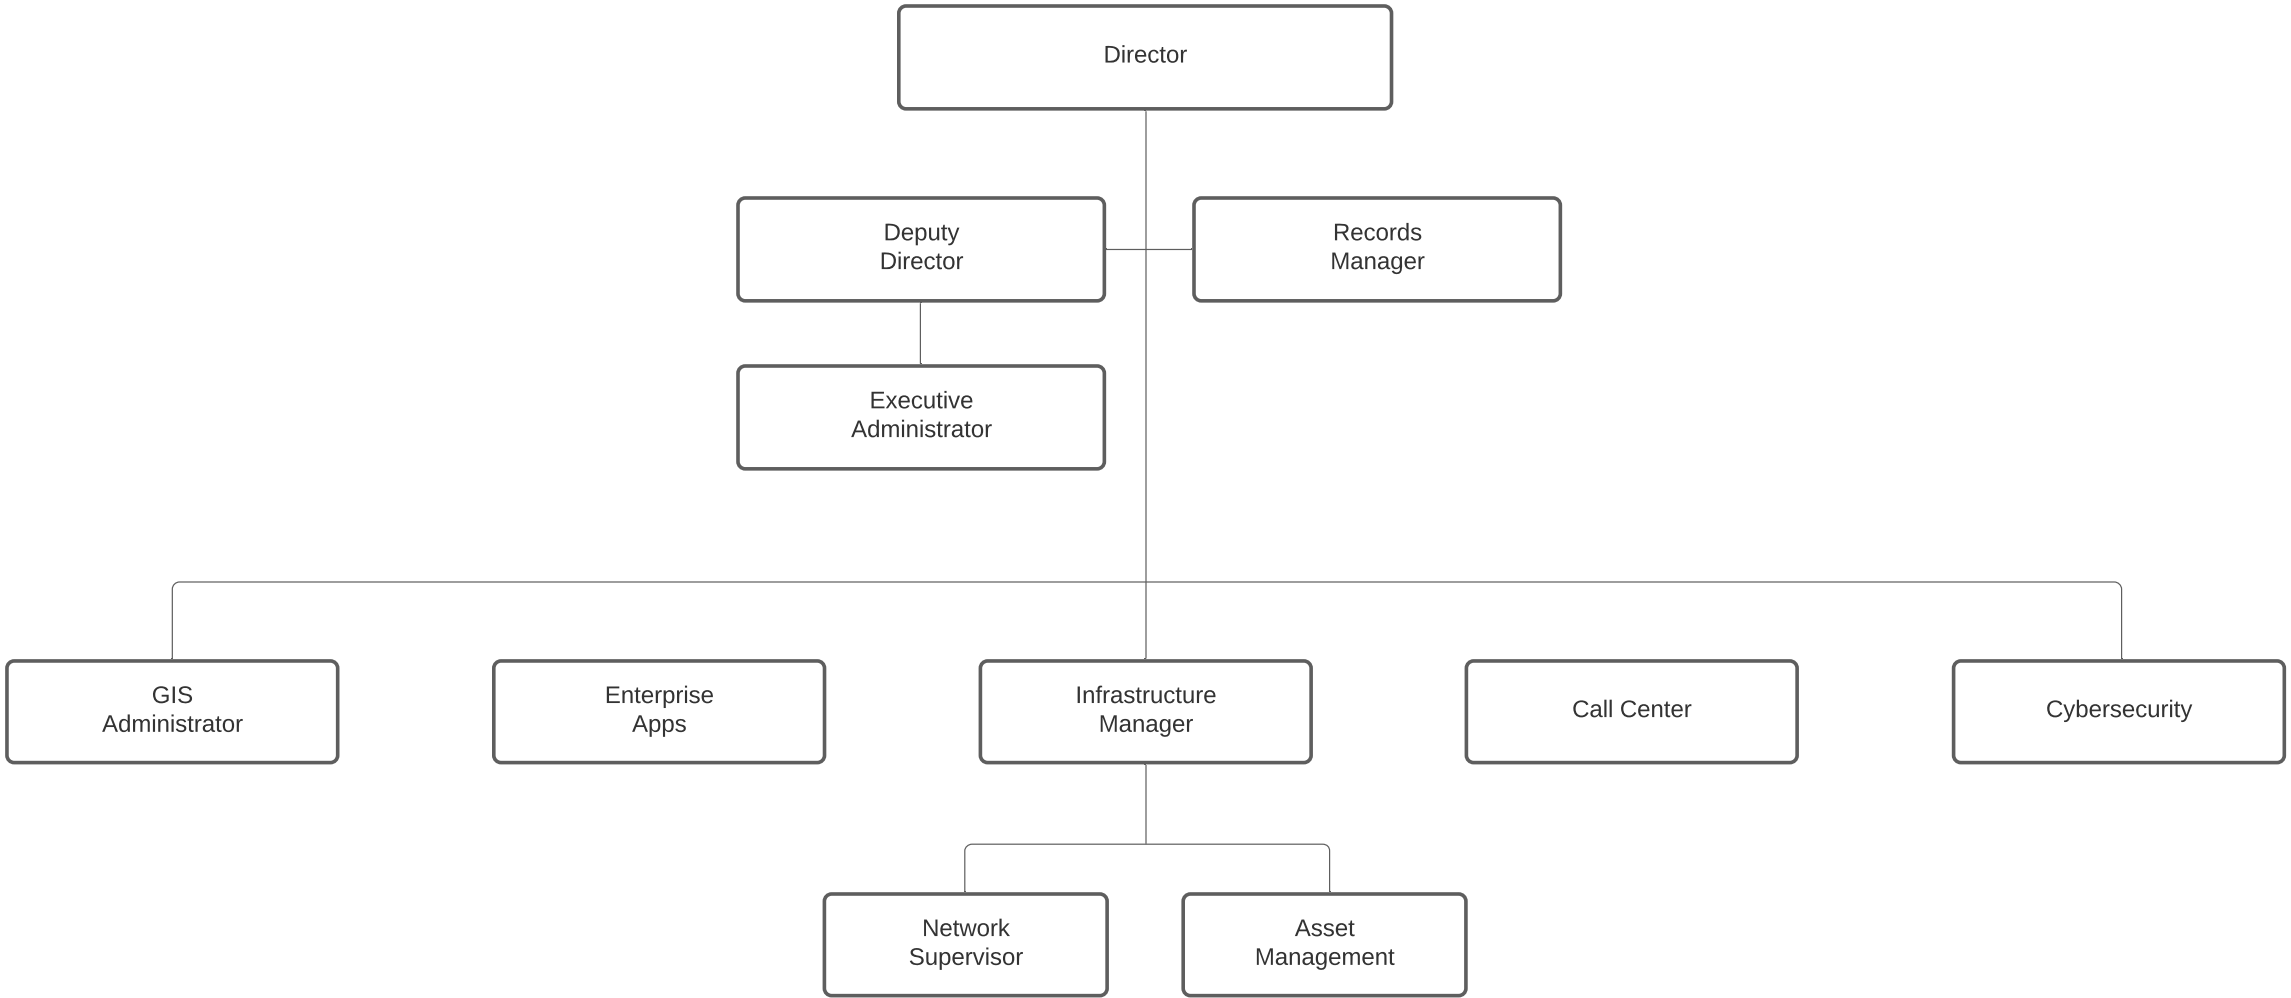 Director
Deputy
Director
Records
Manager
Executive
Administrator
GIS
Administrator
Enterprise
Apps
Infrastructure
Manager
Call Center
Cybersecurity
Network
Supervisor
Asset
Management